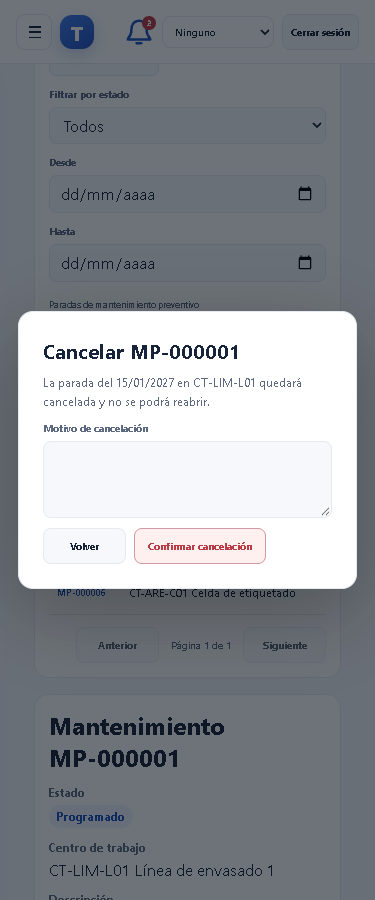 ☰ T 2 Ninguno Cerrar sesión
Filtrar por estado
Todos
Desde
dd/mm/aaaa
Hasta
dd/mm/aaaa
Paradas de mantenimiento preventivo
Cancelar MP-000001
La parada del 15/01/2027 en CT-LIM-L01 quedará
cancelada y no se podrá reabrir.
Motivo de cancelación
Volver Confirmar cancelación
MP-000006 CT-ARE-C01 Celda de etiquetado
Anterior Página 1 de 1 Siguiente
Mantenimiento
MP-000001
Estado
Programado
Centro de trabajo
CT-LIM-L01 Línea de envasado 1
Descripción